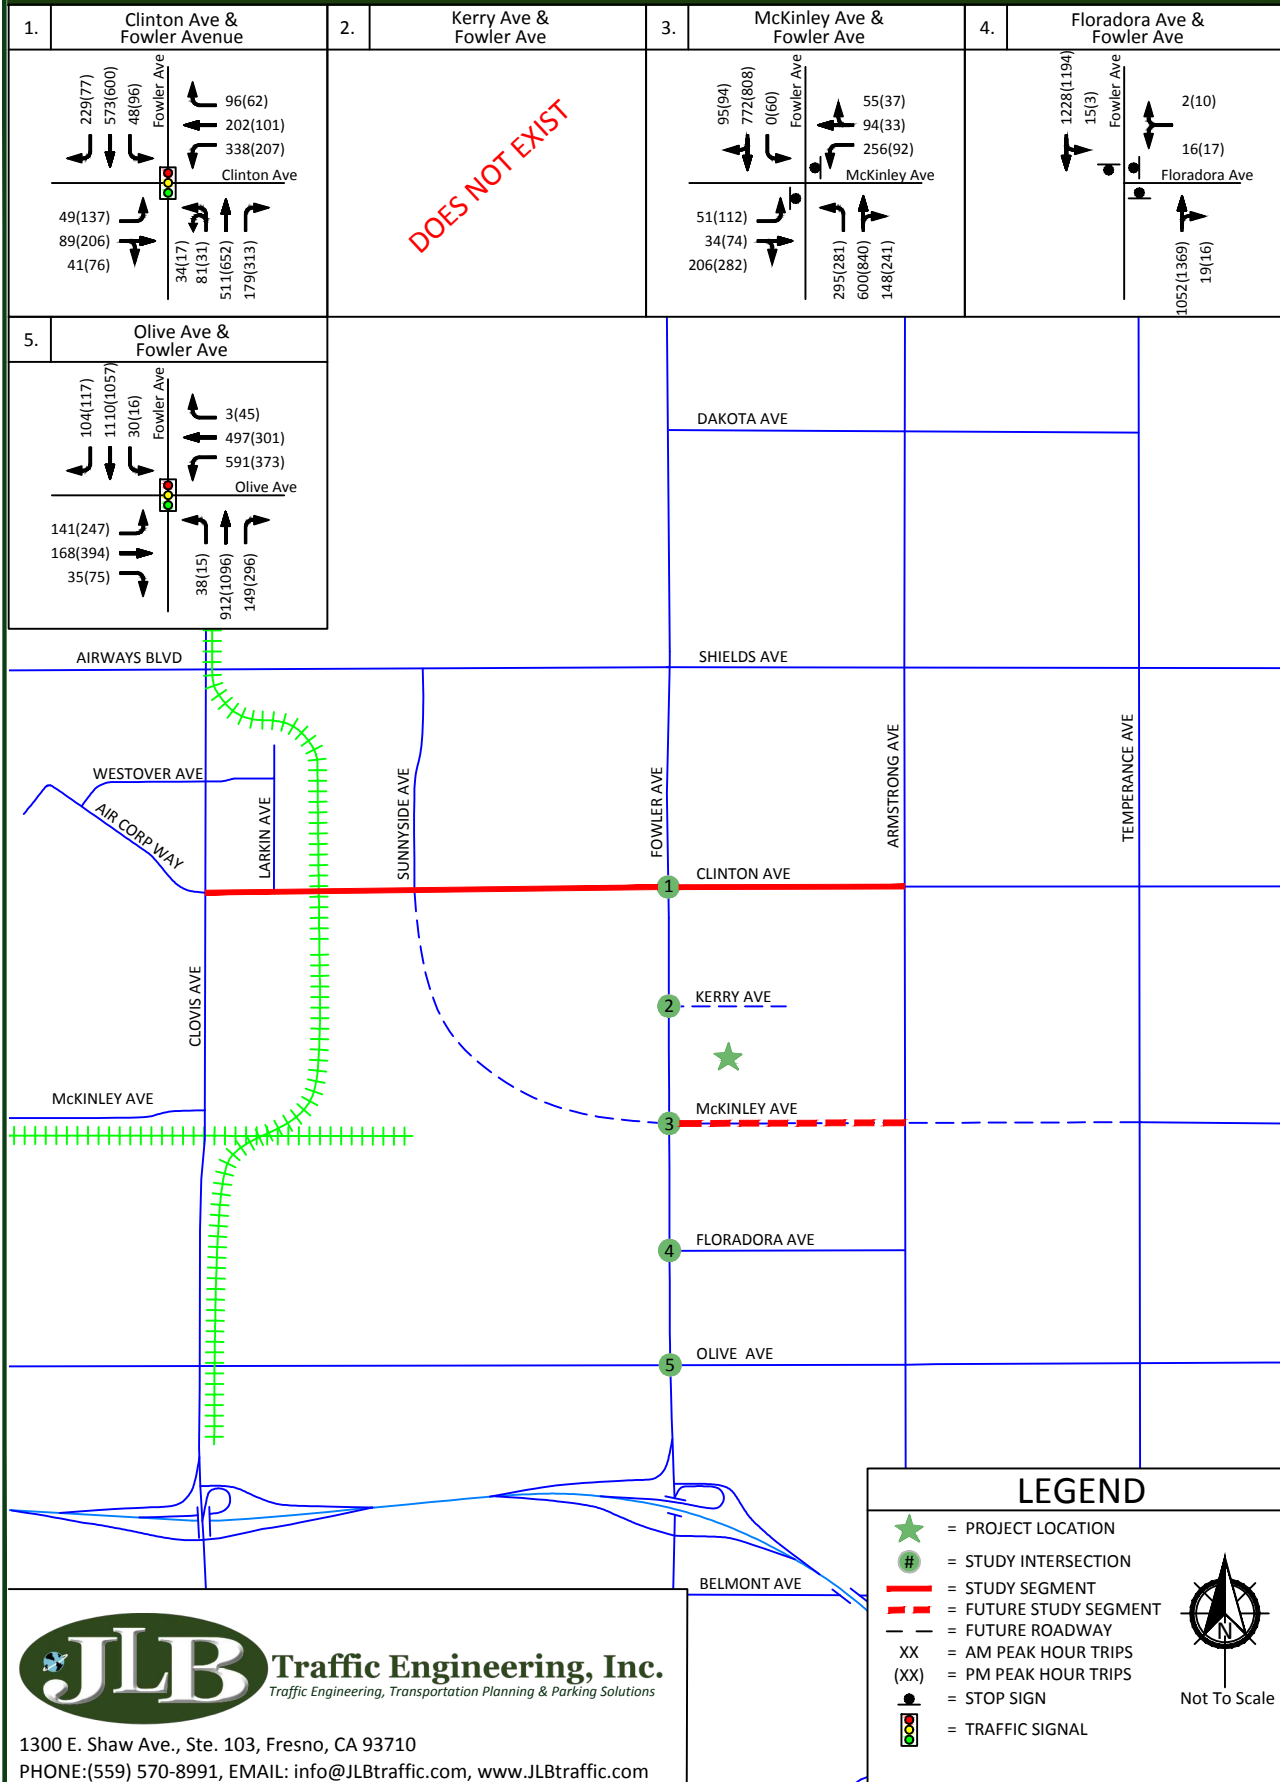 1.
Clinton Ave &
Fowler Avenue
229(77)
573(600)
48(96)
Fowler Ave
96(62)
202(101)
338(207)
Clinton Ave
49(137)
89(206)
41(76)
34(17)
81(31)
511(652)
179(313)
2.
Kerry Ave &
Fowler Ave
DOES NOT EXIST
3.
McKinley Ave &
Fowler Ave
95(94)
772(808)
0(60)
Fowler Ave
55(37)
94(33)
256(92)
McKinley Ave
51(112)
34(74)
206(282)
295(281)
600(840)
148(241)
4.
Floradora Ave &
Fowler Ave
1228(1194)
15(3)
Fowler Ave
2(10)
16(17)
Floradora Ave
1052(1369)
19(16)
5.
Olive Ave &
Fowler Ave
104(117)
1110(1057)
30(16)
Fowler Ave
3(45)
497(301)
591(373)
Olive Ave
141(247)
168(394)
35(75)
38(15)
912(1096)
149(296)
DAKOTA AVE
AIRWAYS BLVD
SHIELDS AVE
WESTOVER AVE
AIR CORP WAY
LARKIN AVE
SUNNYSIDE AVE
FOWLER AVE
ARMSTRONG AVE
TEMPERANCE AVE
CLINTON AVE
1
CLOVIS AVE
2
KERRY AVE
McKINLEY AVE
3
McKINLEY AVE
4
FLORADORA AVE
5
OLIVE AVE
BELMONT AVE
LEGEND
= PROJECT LOCATION
# = STUDY INTERSECTION
= STUDY SEGMENT
= FUTURE STUDY SEGMENT
= FUTURE ROADWAY
XX = AM PEAK HOUR TRIPS
(XX) = PM PEAK HOUR TRIPS
= STOP SIGN
= TRAFFIC SIGNAL
N
Not To Scale
JLB Traffic Engineering, Inc.
Traffic Engineering, Transportation Planning & Parking Solutions
1300 E. Shaw Ave., Ste. 103, Fresno, CA 93710
PHONE:(559) 570-8991, EMAIL: info@JLBtraffic.com, www.JLBtraffic.com